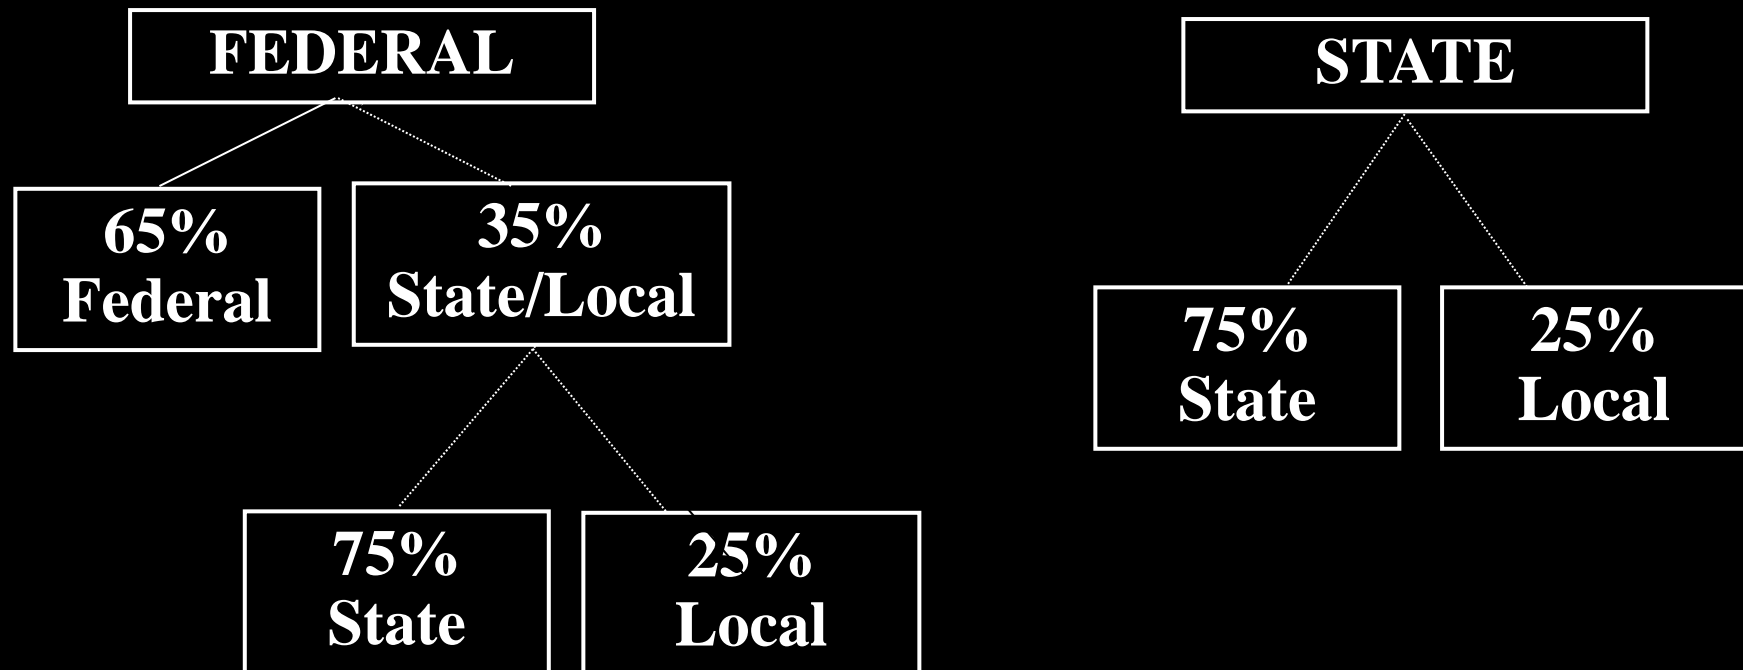 FEDERAL
65%
Federal
35%
State/Local
75%
State
25%
Local
STATE
75%
State
25%
Local